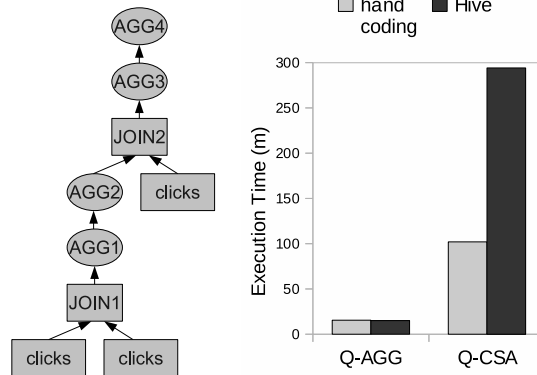 AGG4
AGG3
JOIN2
AGG2
clicks
AGG1
JOIN1
clicks
clicks
hand
coding
Hive
Execution Time (m)
300
250
200
150
100
50
0
Q-AGG
Q-CSA